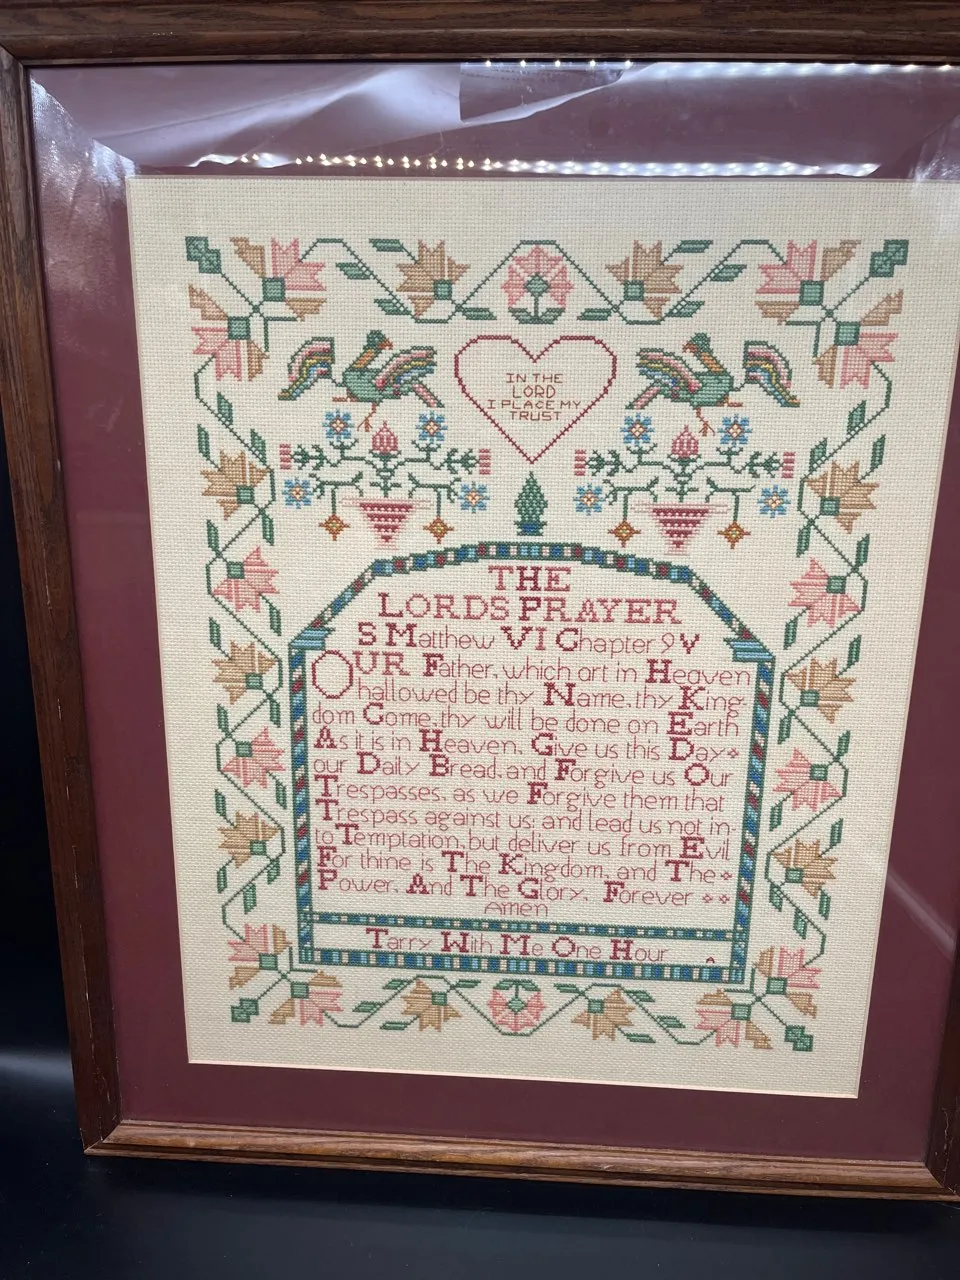 IN THE
LORD
I PLACE MY
TRUST
THE
LORDS PRAYER
S Matthew VI Chapter 9 V
OUR Father, which art in Heaven
hallowed be thy Name, thy King
dom Come, thy will be done on Earth
As it is in Heaven. Give us this Day
our Daily Bread, and Forgive us Our
Trespasses, as we Forgive them that
Trespass against us: and lead us not in-
to Temptation, but deliver us from Evil
For thine is The Kingdom, and The
Power, And The Glory, Forever
Amen
Tarry With Me One Hour